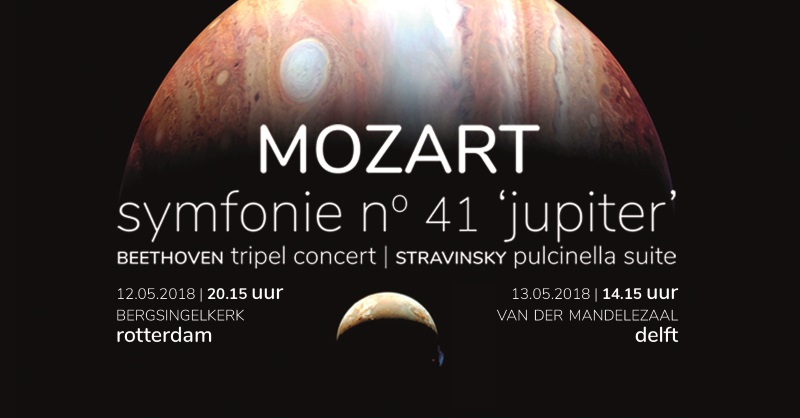 MOZART
symfonie nº 41 ‘jupiter’
BEETHOVEN tripel concert | STRAVINSKY pulcinella suite
12.05.2018 | 20.15 uur
BERGSINGELKERK
rotterdam
13.05.2018 | 14.15 uur
VAN DER MANDELEZAAL
delft